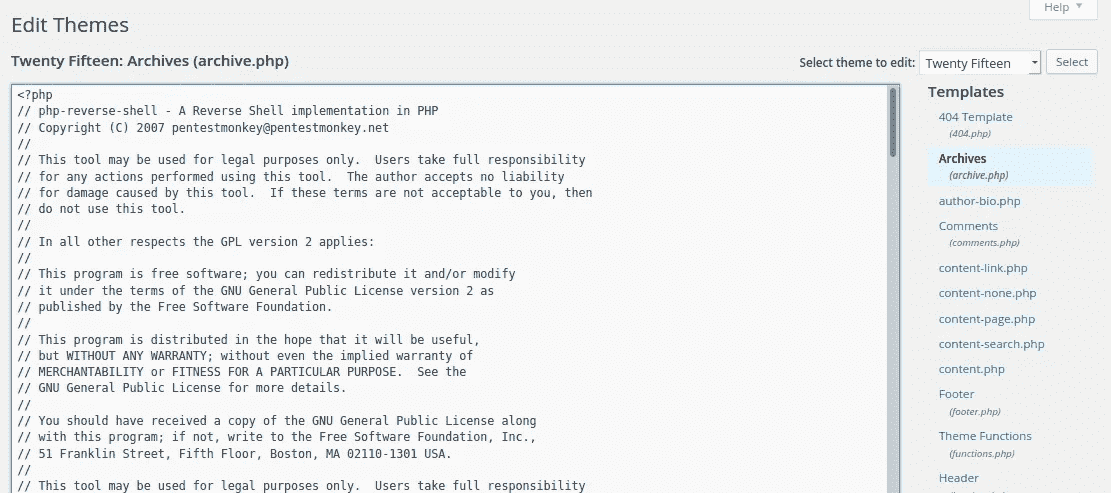 Help
Edit Themes
Twenty Fifteen: Archives (archive.php)
Select theme to edit: Twenty Fifteen Select
<?php
// php-reverse-shell - A Reverse Shell implementation in PHP
// Copyright (C) 2007 pentestmonkey@pentestmonkey.net
//
// This tool may be used for legal purposes only.  Users take full responsibility
// for any actions performed using this tool.  The author accepts no liability
// for damage caused by this tool.  If these terms are not acceptable to you, then
// do not use this tool.
//
// In all other respects the GPL version 2 applies:
//
// This program is free software; you can redistribute it and/or modify
// it under the terms of the GNU General Public License version 2 as
// published by the Free Software Foundation.
//
// This program is distributed in the hope that it will be useful,
// but WITHOUT ANY WARRANTY; without even the implied warranty of
// MERCHANTABILITY or FITNESS FOR A PARTICULAR PURPOSE.  See the
// GNU General Public License for more details.
//
// You should have received a copy of the GNU General Public License along
// with this program; if not, write to the Free Software Foundation, Inc.,
// 51 Franklin Street, Fifth Floor, Boston, MA 02110-1301 USA.
//
// This tool may be used for legal purposes only.  Users take full responsibility
Templates
404 Template
(404.php)
Archives
(archive.php)
author-bio.php
Comments
(comments.php)
content-link.php
content-none.php
content-page.php
content-search.php
content.php
Footer
(footer.php)
Theme Functions
(functions.php)
Header